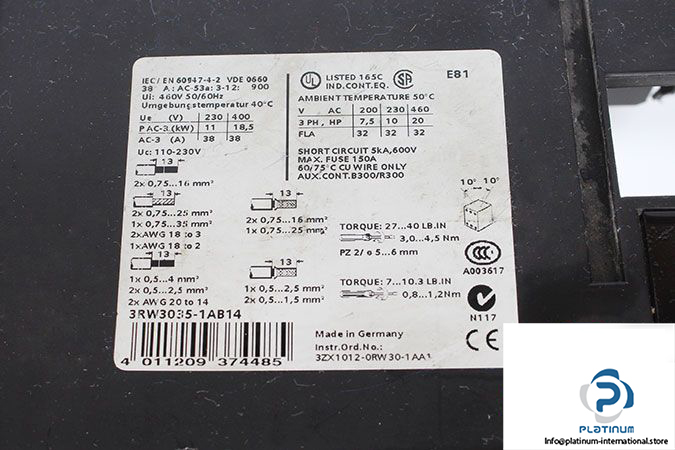 IEC/EN 60947-4-2 VDE 0660
38 A: AC-53a: 3-12: 900
Ui: 460V 50/60Hz
Umgebungstemperatur 40°C
Ue (V) 230 400
P AC-3 (kW) 11 18,5
AC-3 (A) 38 38
Uc: 110-230V
13
2x 0,75...16 mm²
13
2x 0,75...25 mm²
1x 0,75...35 mm²
2xAWG 18 to 3
1xAWG 18 to 2
13
1x 0,5...4 mm²
2x 0,5...2,5 mm²
2x AWG 20 to 14
13
2x 0,75...16 mm²
1x 0,75...25 mm²
13
1x 0,5...2,5 mm²
2x 0,5...1,5 mm²
3RW3035-1AB14
4 011209 374485
UL LISTED 165C
IND.CONT.EQ.
SA
E81
AMBIENT TEMPERATURE 50°C
V AC 200 230 460
3 PH, HP 7,5 10 20
FLA 32 32 32
SHORT CIRCUIT 5kA,600V
MAX. FUSE 150A
60/75°C CU WIRE ONLY
AUX.CONT.B300/R300
10° 10°
TORQUE: 27...40 LB.IN
3,0...4,5 Nm
PZ 2/ ø 5...6 mm
TORQUE: 7...10.3 LB.IN
0,8...1,2Nm
CCC
A003617
N117
CE
Made in Germany
Instr.Ord.No.:
3ZX1012-0RW30-1AA1
PLATINUM
Info@platinum-international.store